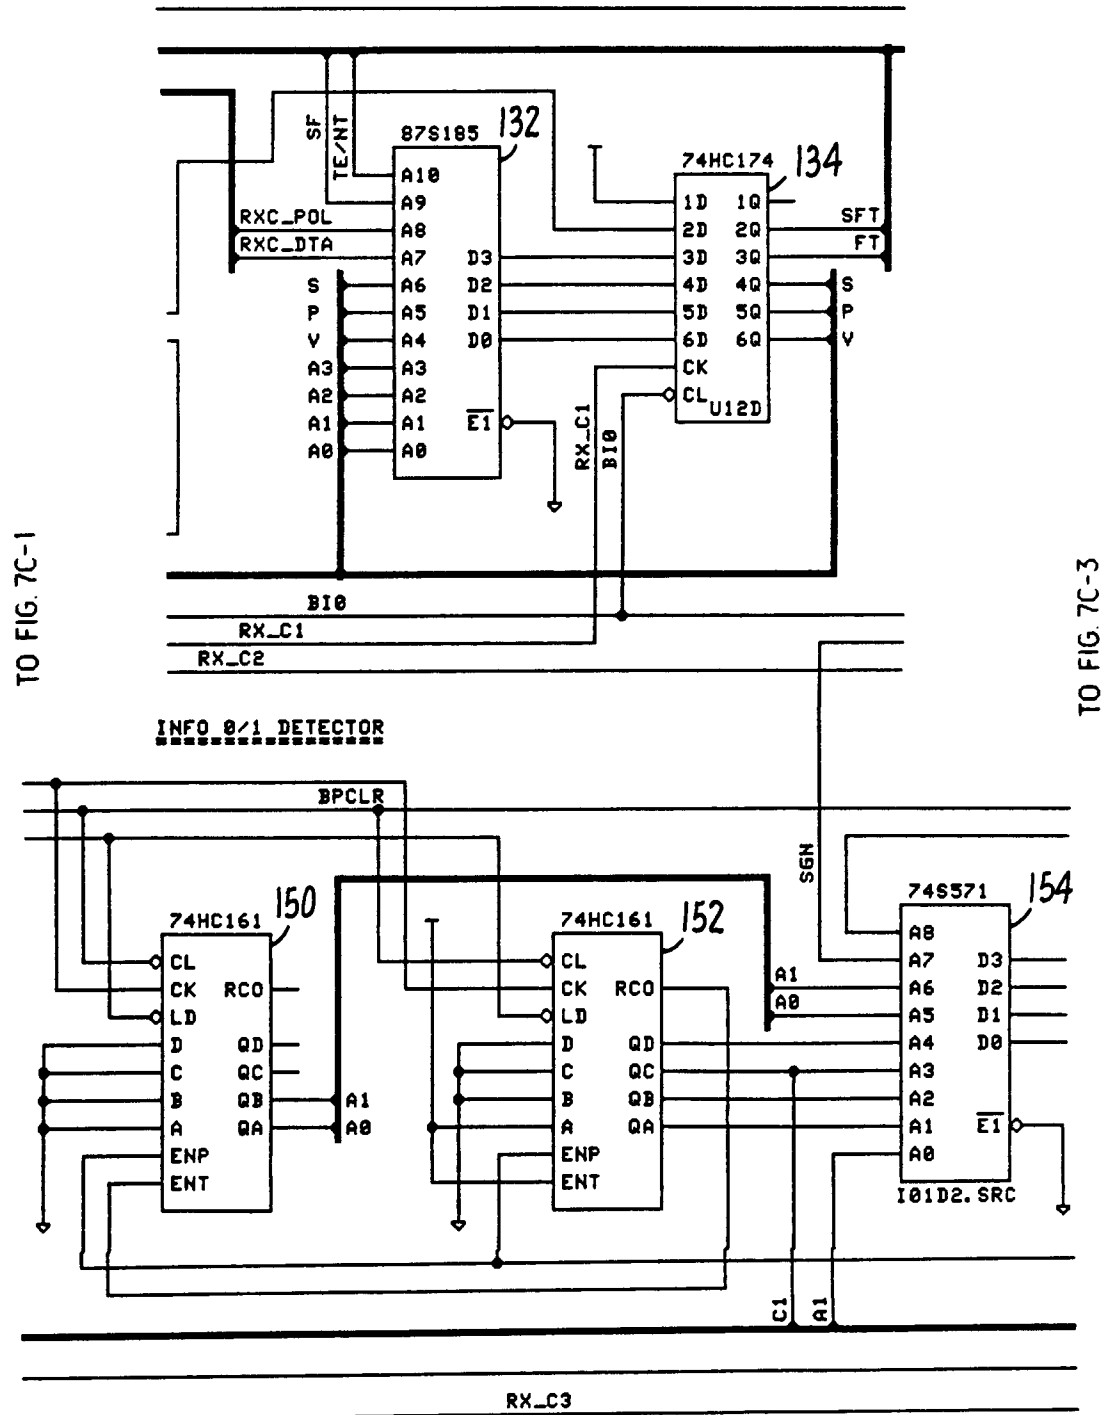 SF
TE/NT
87S185
132
A10
A9
RXC_POL
A8
RXC_DTA
A7
D3
S
A6
D2
P
A5
D1
V
A4
D0
A3
A3
A2
A2
A1
A1
E1
A0
A0
74HC174
134
1D
1Q
2D
2Q
SFT
3D
3Q
FT
4D
4Q
S
5D
5Q
P
6D
6Q
V
CK
CL
U12D
RX_C1
BI0
TO FIG. 7C-1
TO FIG. 7C-3
BI0
RX_C1
RX_C2
INFO 0/1 DETECTOR
BPCLR
SGN
74HC161
150
CL
CK
RCO
LD
D
QD
C
QC
B
QB
A1
A
QA
A0
ENP
ENT
74HC161
152
CL
CK
RCO
LD
D
QD
C
QC
B
QB
A
QA
ENP
ENT
A1
A0
74S571
154
A8
A7
D3
A6
D2
A5
D1
A4
D0
A3
A2
A1
E1
A0
I01D2.SRC
C1
A1
RX_C3